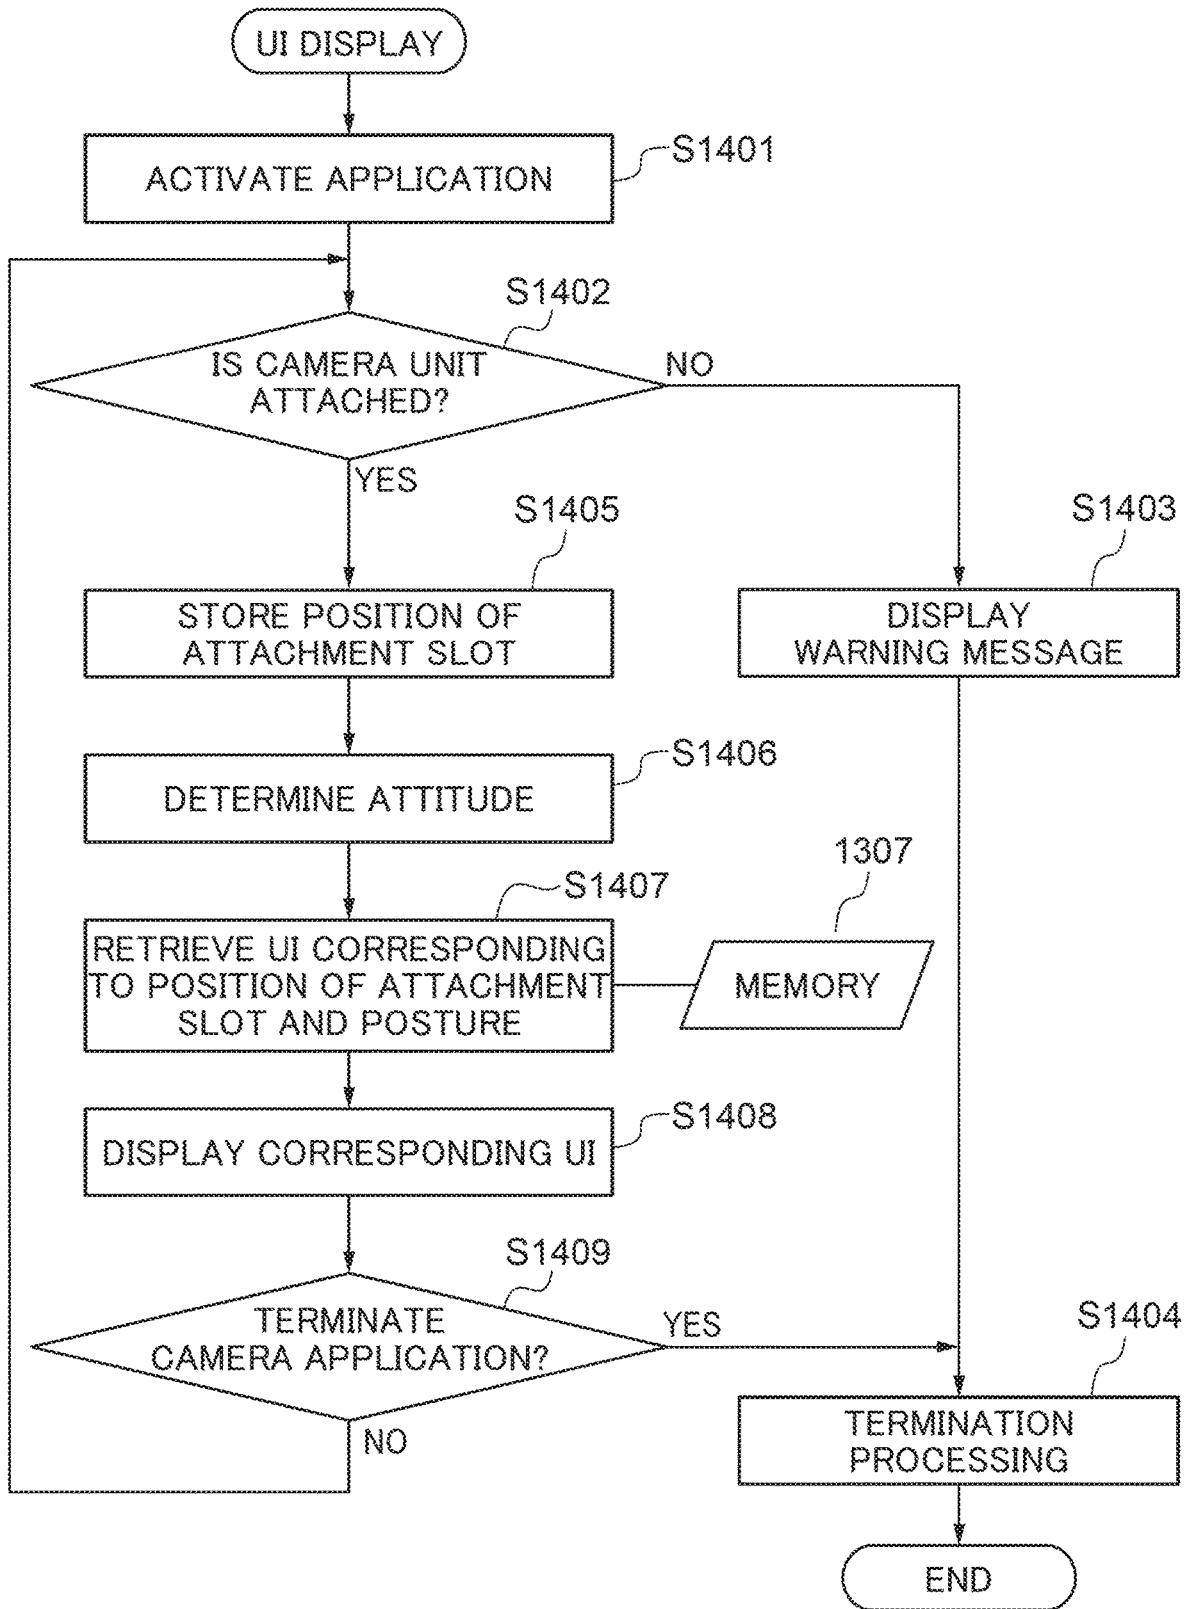 UI DISPLAY
S1401
ACTIVATE APPLICATION
S1402
IS CAMERA UNIT
ATTACHED?
NO
YES
S1405
STORE POSITION OF
ATTACHMENT SLOT
S1403
DISPLAY
WARNING MESSAGE
S1406
DETERMINE ATTITUDE
S1407
RETRIEVE UI CORRESPONDING
TO POSITION OF ATTACHMENT
SLOT AND POSTURE
1307
MEMORY
S1408
DISPLAY CORRESPONDING UI
S1409
TERMINATE
CAMERA APPLICATION?
YES
NO
S1404
TERMINATION
PROCESSING
END